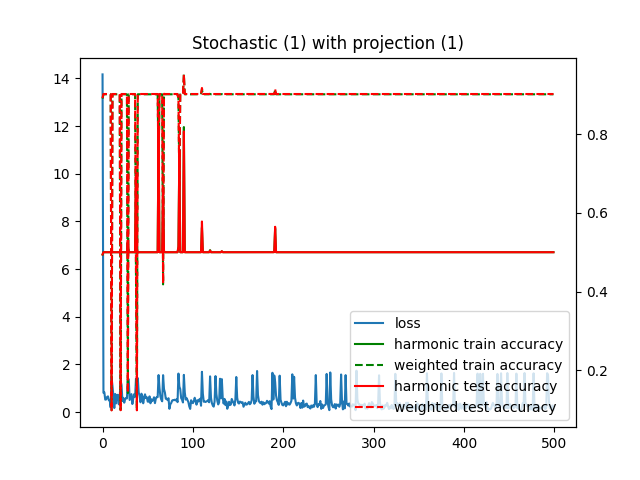 Stochastic (1) with projection (1)
14
12
10
8
6
4
2
0
0.8
0.6
0.4
0.2
loss
harmonic train accuracy
weighted train accuracy
harmonic test accuracy
weighted test accuracy
0 100 200 300 400 500